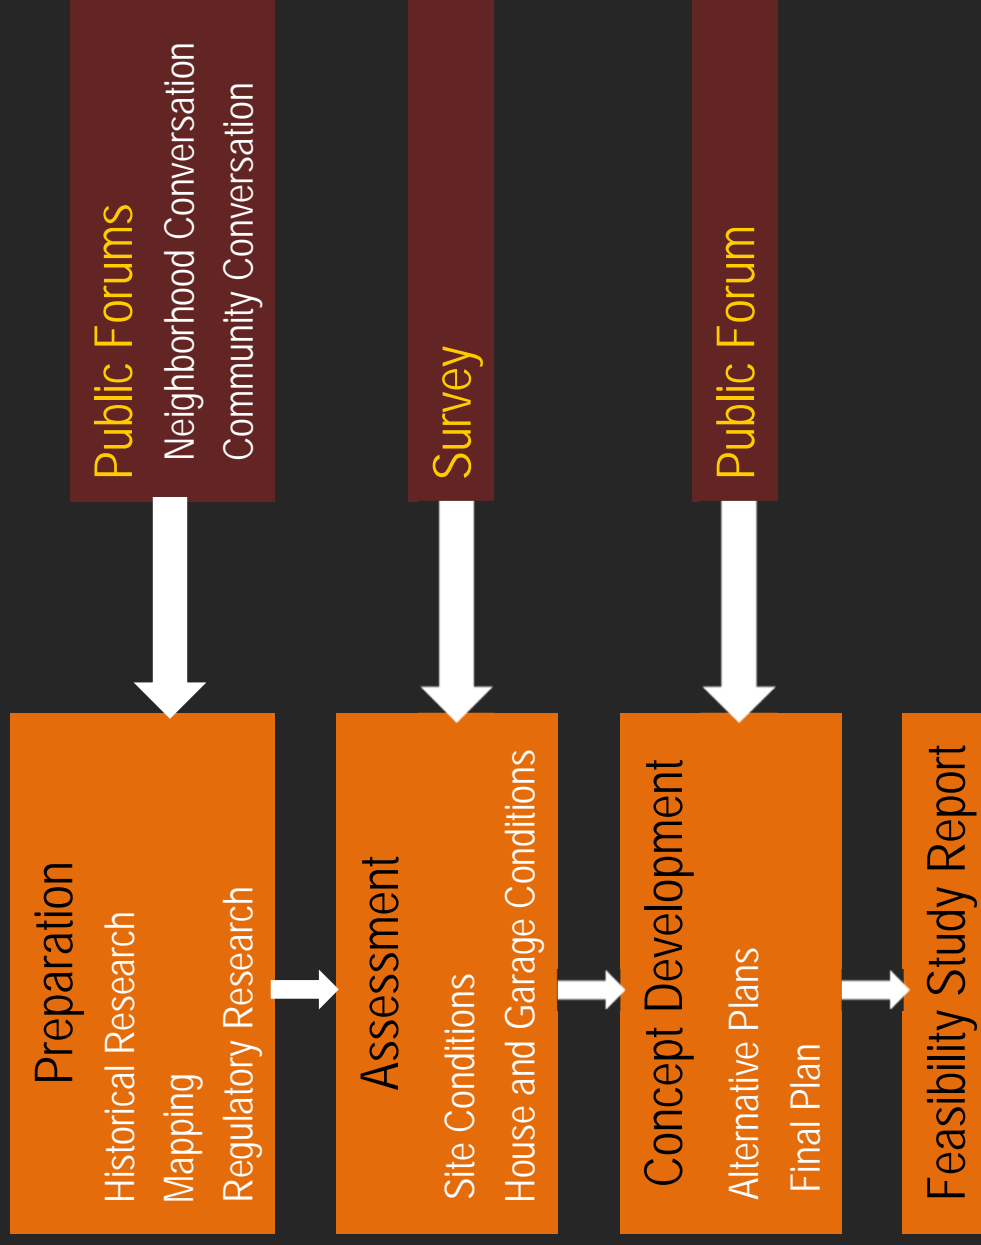 Preparation
Historical Research
Mapping
Regulatory Research
Public Forums
Neighborhood Conversation
Community Conversation
Assessment
Site Conditions
House and Garage Conditions
Survey
Concept Development
Alternative Plans
Final Plan
Public Forum
Feasibility Study Report